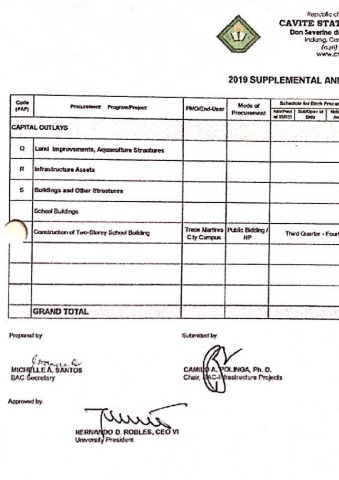 Republic of
CAVITE STAT
Don Severino d
Indang, Ca
www.c
2019 SUPPLEMENTAL ANN
Code (PAP) Procurement Program/Project PMO/End-User Mode of Procurement Schedule for Each Procu
Ads/Post of IB/REI Sub/Open of Bids
CAPITAL OUTLAYS
Q Land Improvements, Aquaculture Structures
R Infrastructure Assets
S Buildings and Other Structures
School Buildings
Construction of Two-Storey School Building Trece Martires City Campus Public Bidding / NP Third Quarter - Fourt
GRAND TOTAL
Prepared by Submitted by
MICHELLE A. SANTOS CAMILO A. POLINGA, Ph. D.
BAC Secretary Chair, BAC-Infrastructure Projects
Approved by
HERNANDO D. ROBLES, CEO VI
University President